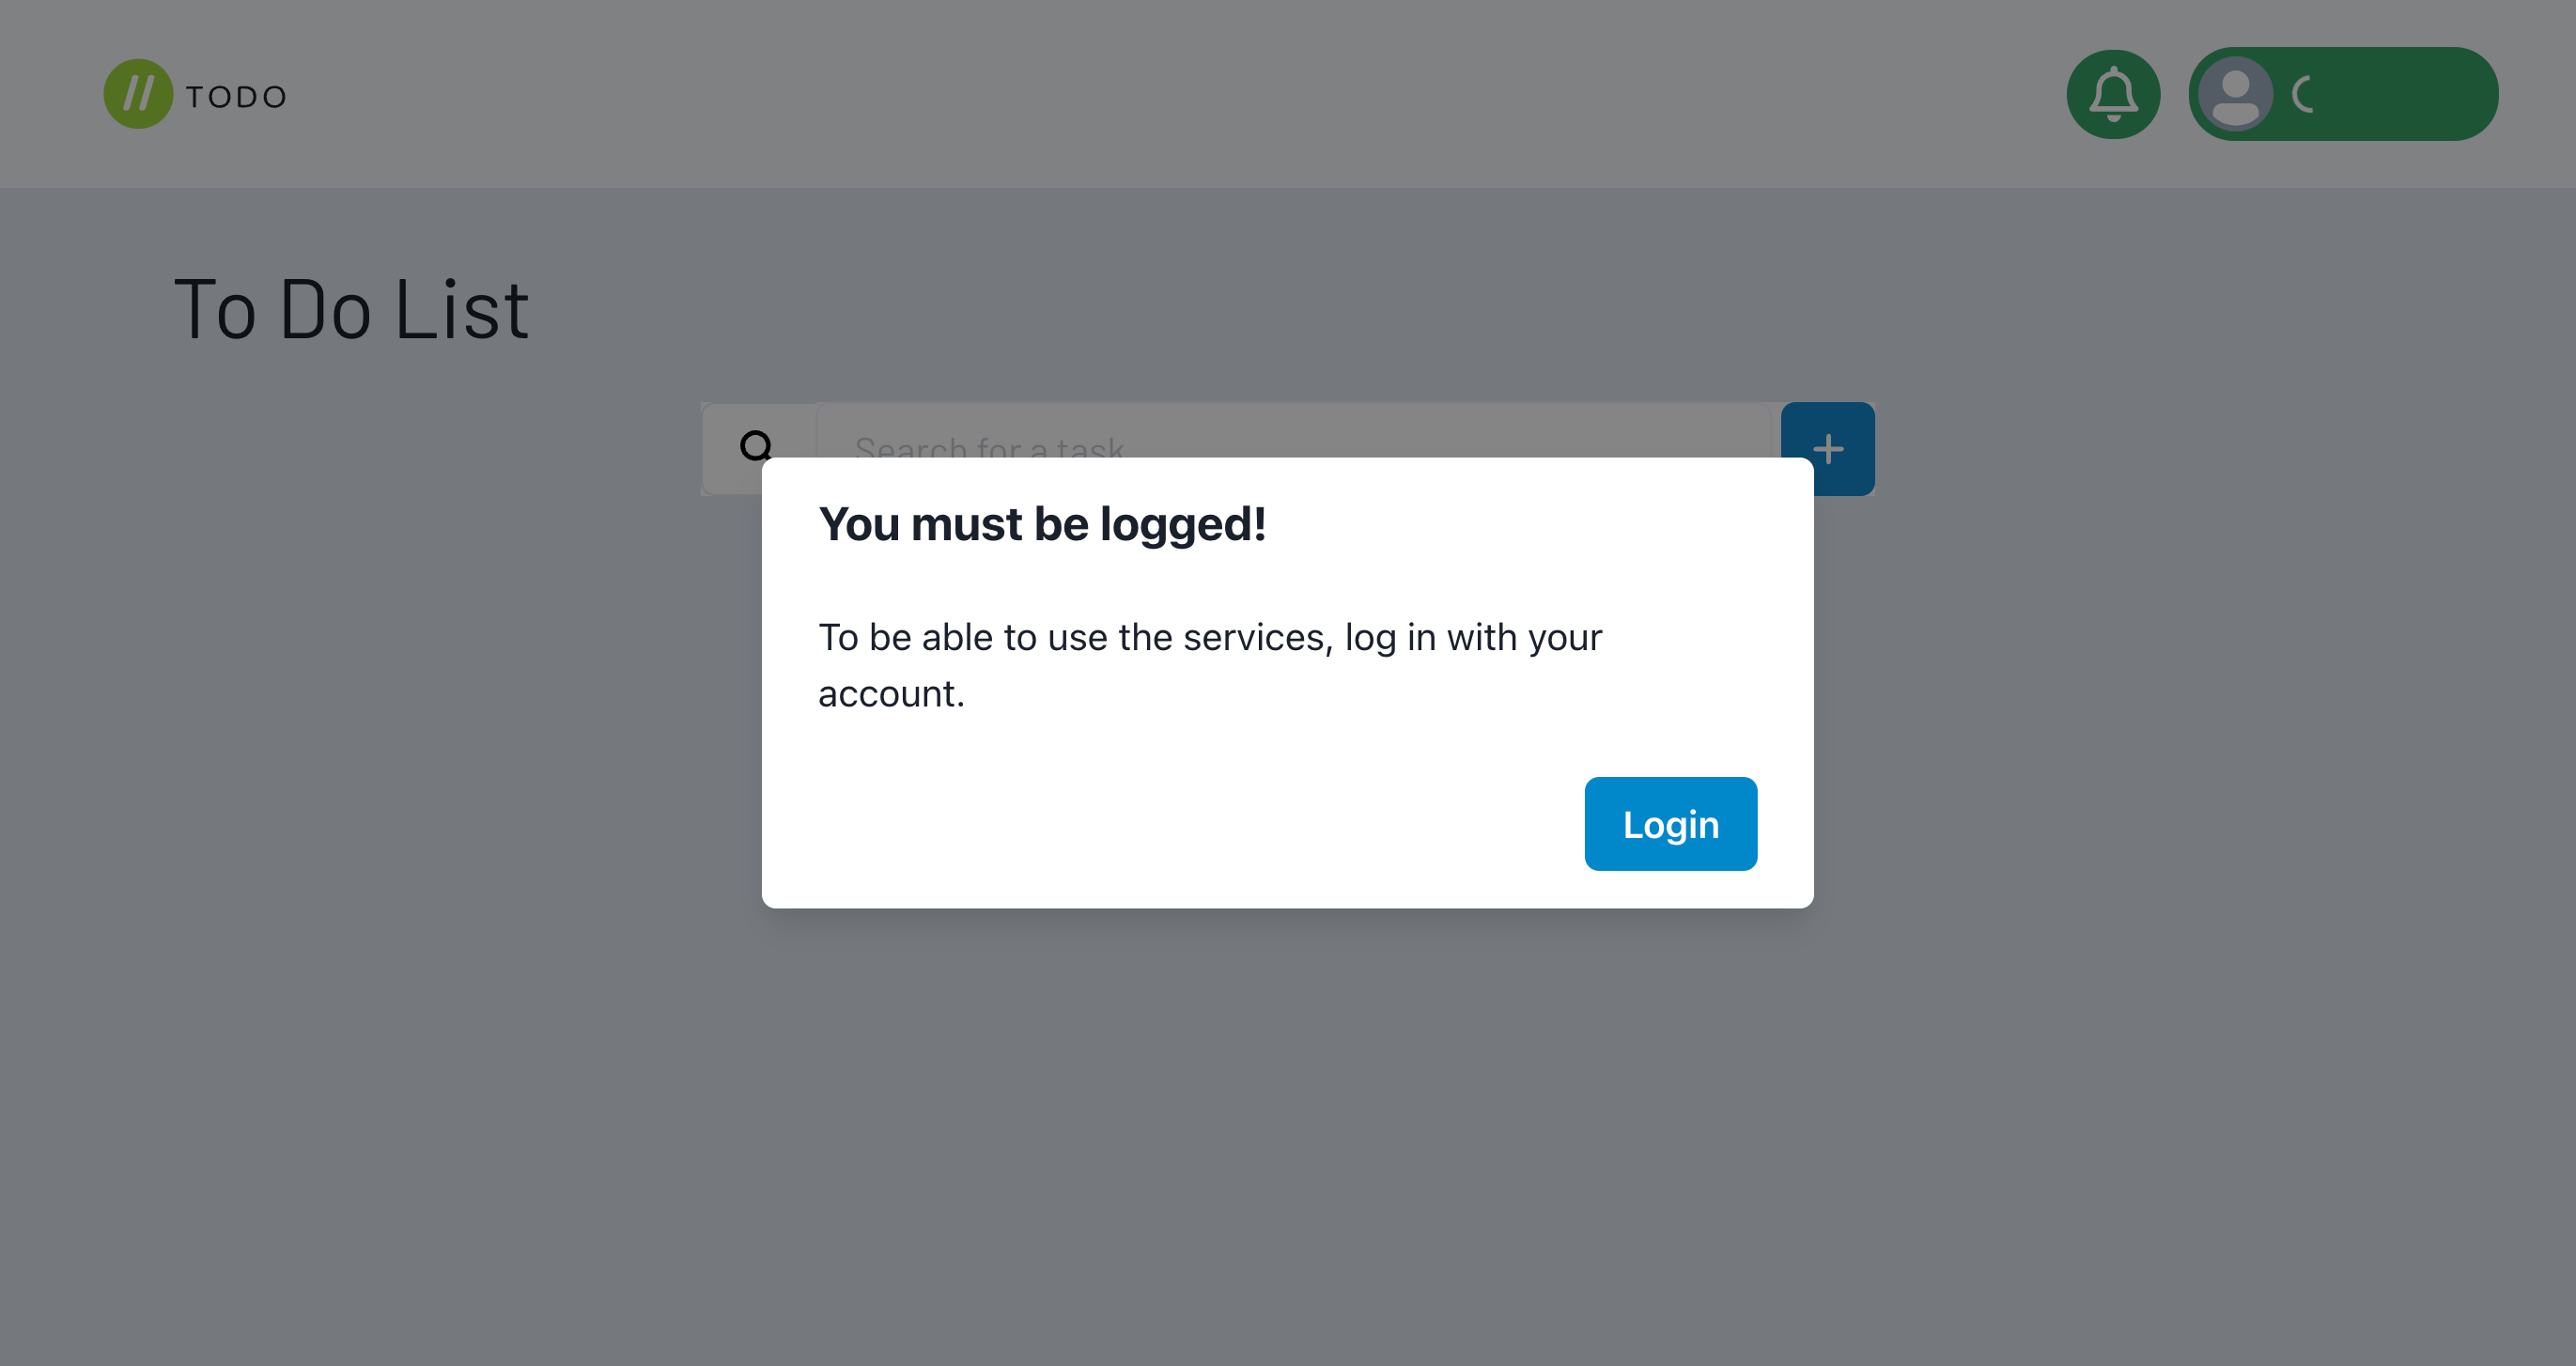 TODO
To Do List
Search for a task
You must be logged!
To be able to use the services, log in with your
account.
Login